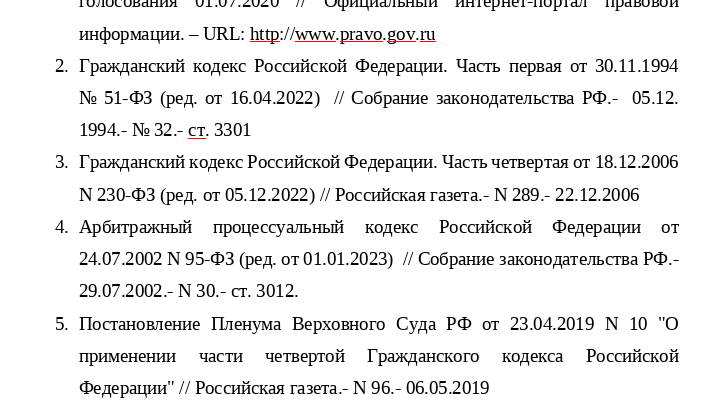 голосования 01.07.2020 // Официальный интернет-портал правовой
информации. – URL: http://www.pravo.gov.ru
2. Гражданский кодекс Российской Федерации. Часть первая от 30.11.1994
№ 51-ФЗ (ред. от 16.04.2022) // Собрание законодательства РФ.- 05.12.
1994.- № 32.- ст. 3301
3. Гражданский кодекс Российской Федерации. Часть четвертая от 18.12.2006
N 230-ФЗ (ред. от 05.12.2022) // Российская газета.- N 289.- 22.12.2006
4. Арбитражный процессуальный кодекс Российской Федерации от
24.07.2002 N 95-ФЗ (ред. от 01.01.2023) // Собрание законодательства РФ.-
29.07.2002.- N 30.- ст. 3012.
5. Постановление Пленума Верховного Суда РФ от 23.04.2019 N 10 "О
применении части четвертой Гражданского кодекса Российской
Федерации" // Российская газета.- N 96.- 06.05.2019